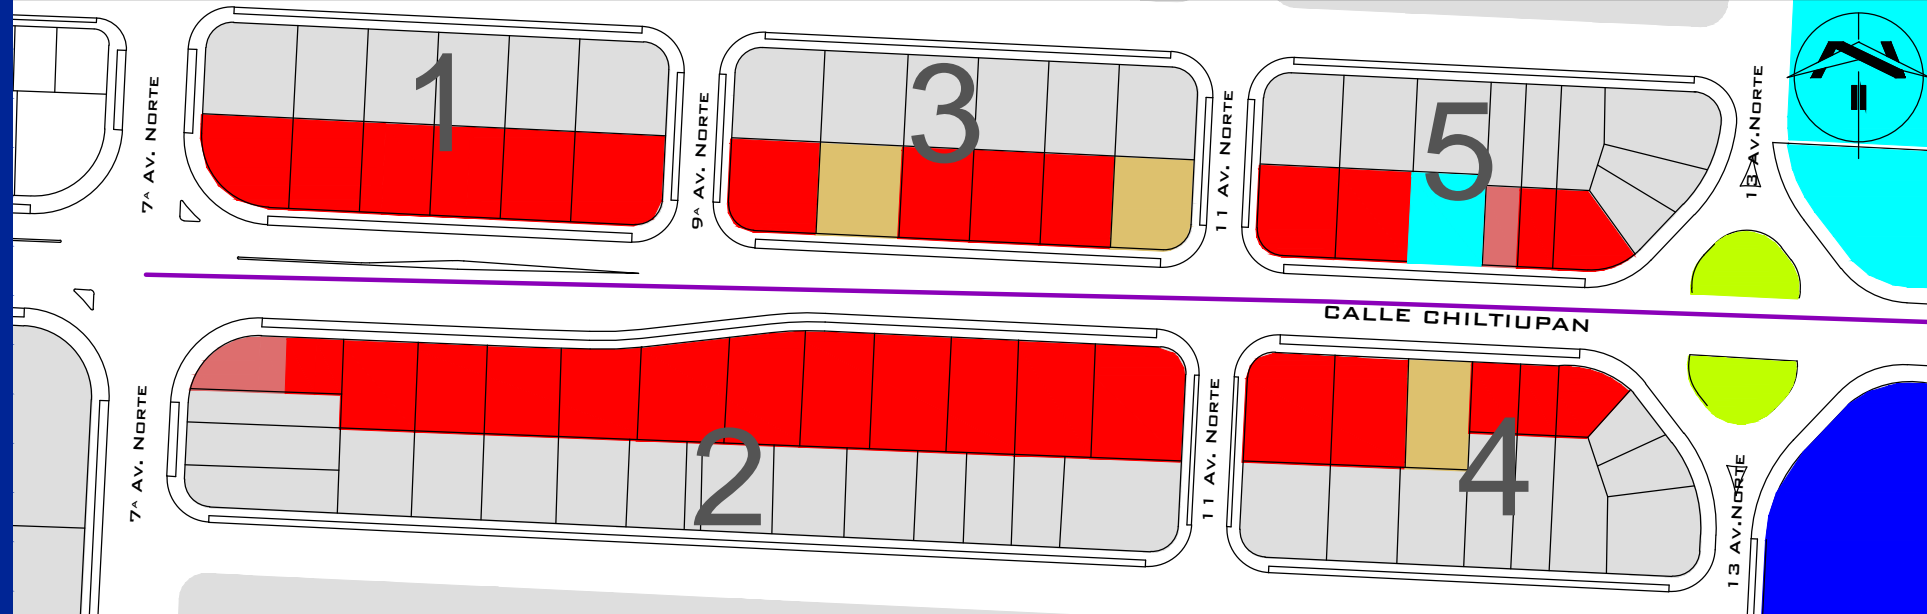 1
3
5
7ᴬ AV. NORTE
9ᴬ AV. NORTE
11 AV. NORTE
13 AV.NORTE
CALLE CHILTIUPAN
7ᴬ AV. NORTE
2
11 AV. NORTE
4
13 AV.NORTE